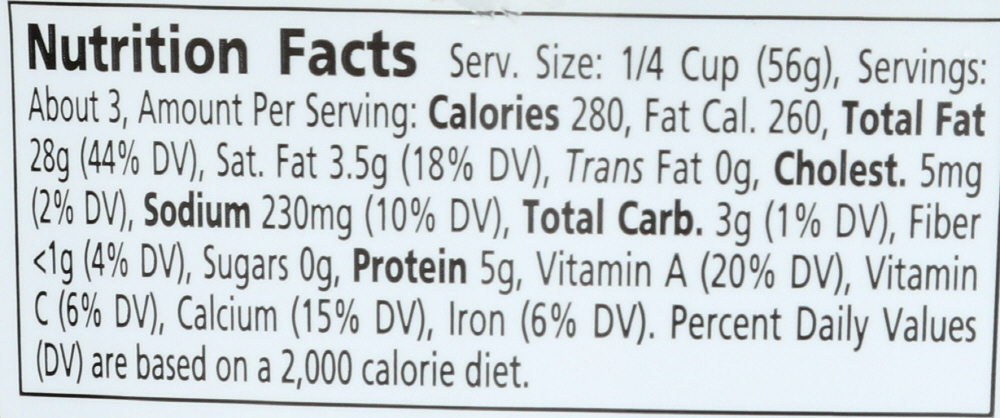 Nutrition Facts Serv. Size: 1/4 Cup (56g), Servings:
About 3, Amount Per Serving: Calories 280, Fat Cal. 260, Total Fat
28g (44% DV), Sat. Fat 3.5g (18% DV), Trans Fat 0g, Cholest. 5mg
(2% DV), Sodium 230mg (10% DV), Total Carb. 3g (1% DV), Fiber
<1g (4% DV), Sugars 0g, Protein 5g, Vitamin A (20% DV), Vitamin
C (6% DV), Calcium (15% DV), Iron (6% DV). Percent Daily Values
(DV) are based on a 2,000 calorie diet.